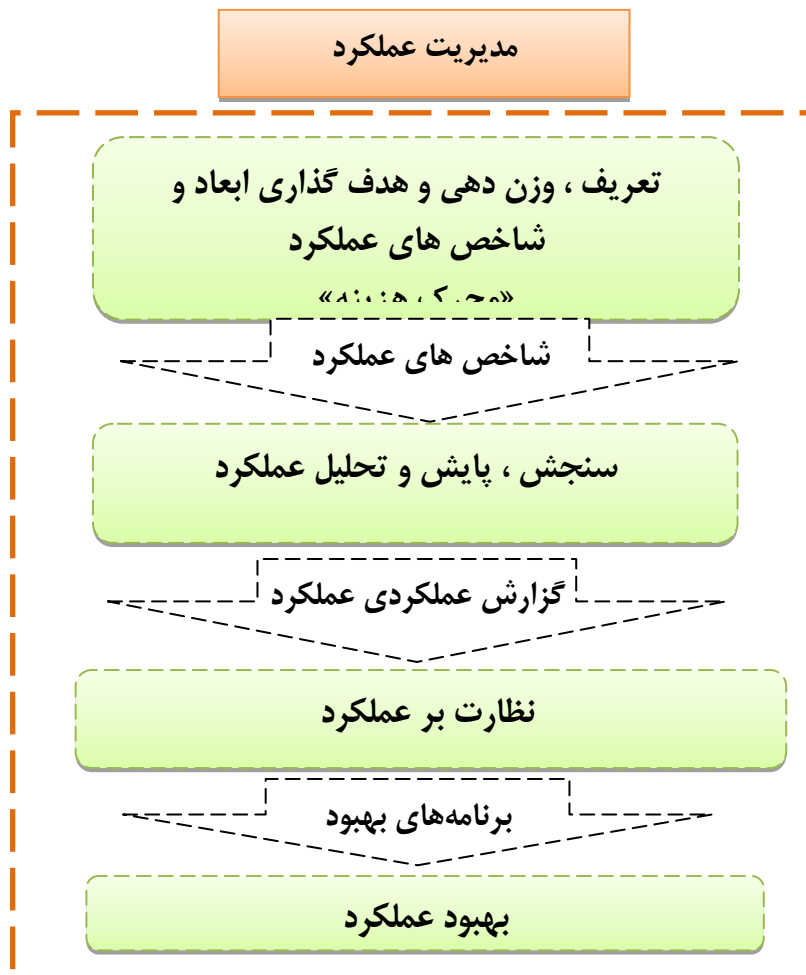 مدیریت عملکرد
تعریف ، وزن دهی و هدف گذاری ابعاد و
شاخص های عملکرد
شاخص های عملکرد
سنجش ، پایش و تحلیل عملکرد
گزارش عملکردی عملکرد
نظارت بر عملکرد
برنامه‌های بهبود
بهبود عملکرد